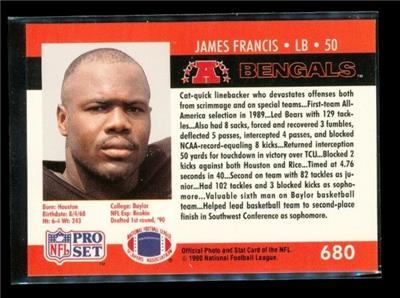 JAMES FRANCIS • LB • 50
A BENGALS™
Cat-quick linebacker who devastates offenses both
from scrimmage and on special teams...First-team All-
America selection in 1989...Led Bears with 129 tack-
les...Also had 8 sacks, forced and recovered 3 fumbles,
deflected 5 passes, intercepted 4 passes, and blocked
NCAA-record-equaling 8 kicks...Returned interception
50 yards for touchdown in victory over TCU...Blocked 2
kicks against both Houston and Rice...Timed at 4.76
seconds in 40...Second on team with 82 tackles as jun-
ior...Had 102 tackles and 3 blocked kicks as sopho-
more...Valuable sixth man on Baylor basketball
team...Helped lead basketball team to second-place
finish in Southwest Conference as sophomore.
Born: Houston
Birthdate: 8/4/68
Ht: 6-4 Wt: 243
College: Baylor
NFL Exp: Rookie
Drafted 1st round, '90
NFL PRO SET™
NATIONAL FOOTBALL LEAGUE PLAYERS ASSOCIATION
Official Photo and Stat Card of the NFL.
© 1990 National Football League.
680